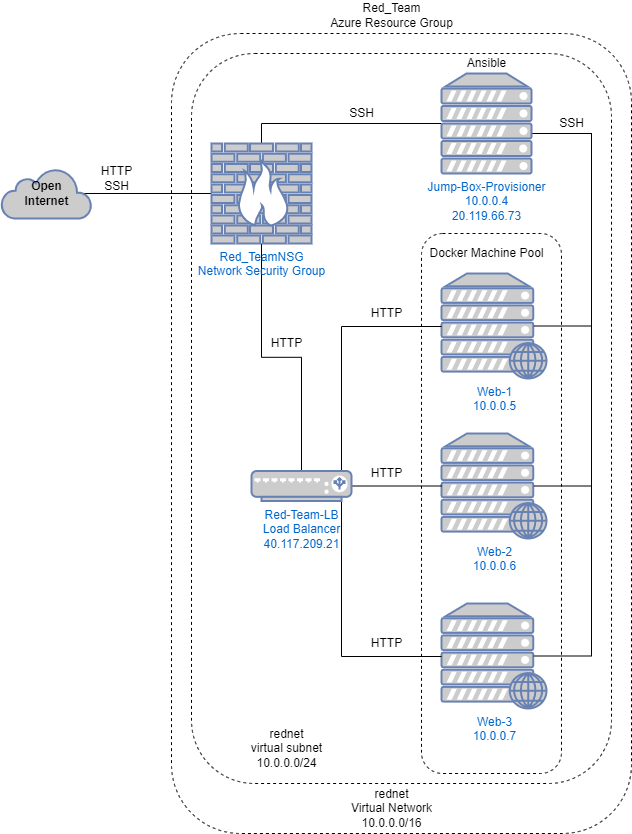 Red_Team
Azure Resource Group
Ansible
SSH
SSH
HTTP
SSH
Open
Internet
Jump-Box-Provisioner
10.0.0.4
20.119.66.73
Red_TeamNSG
Network Security Group
Docker Machine Pool
HTTP
HTTP
Web-1
10.0.0.5
HTTP
Red-Team-LB
Load Balancer
40.117.209.21
Web-2
10.0.0.6
HTTP
Web-3
10.0.0.7
rednet
virtual subnet
10.0.0.0/24
rednet
Virtual Network
10.0.0.0/16